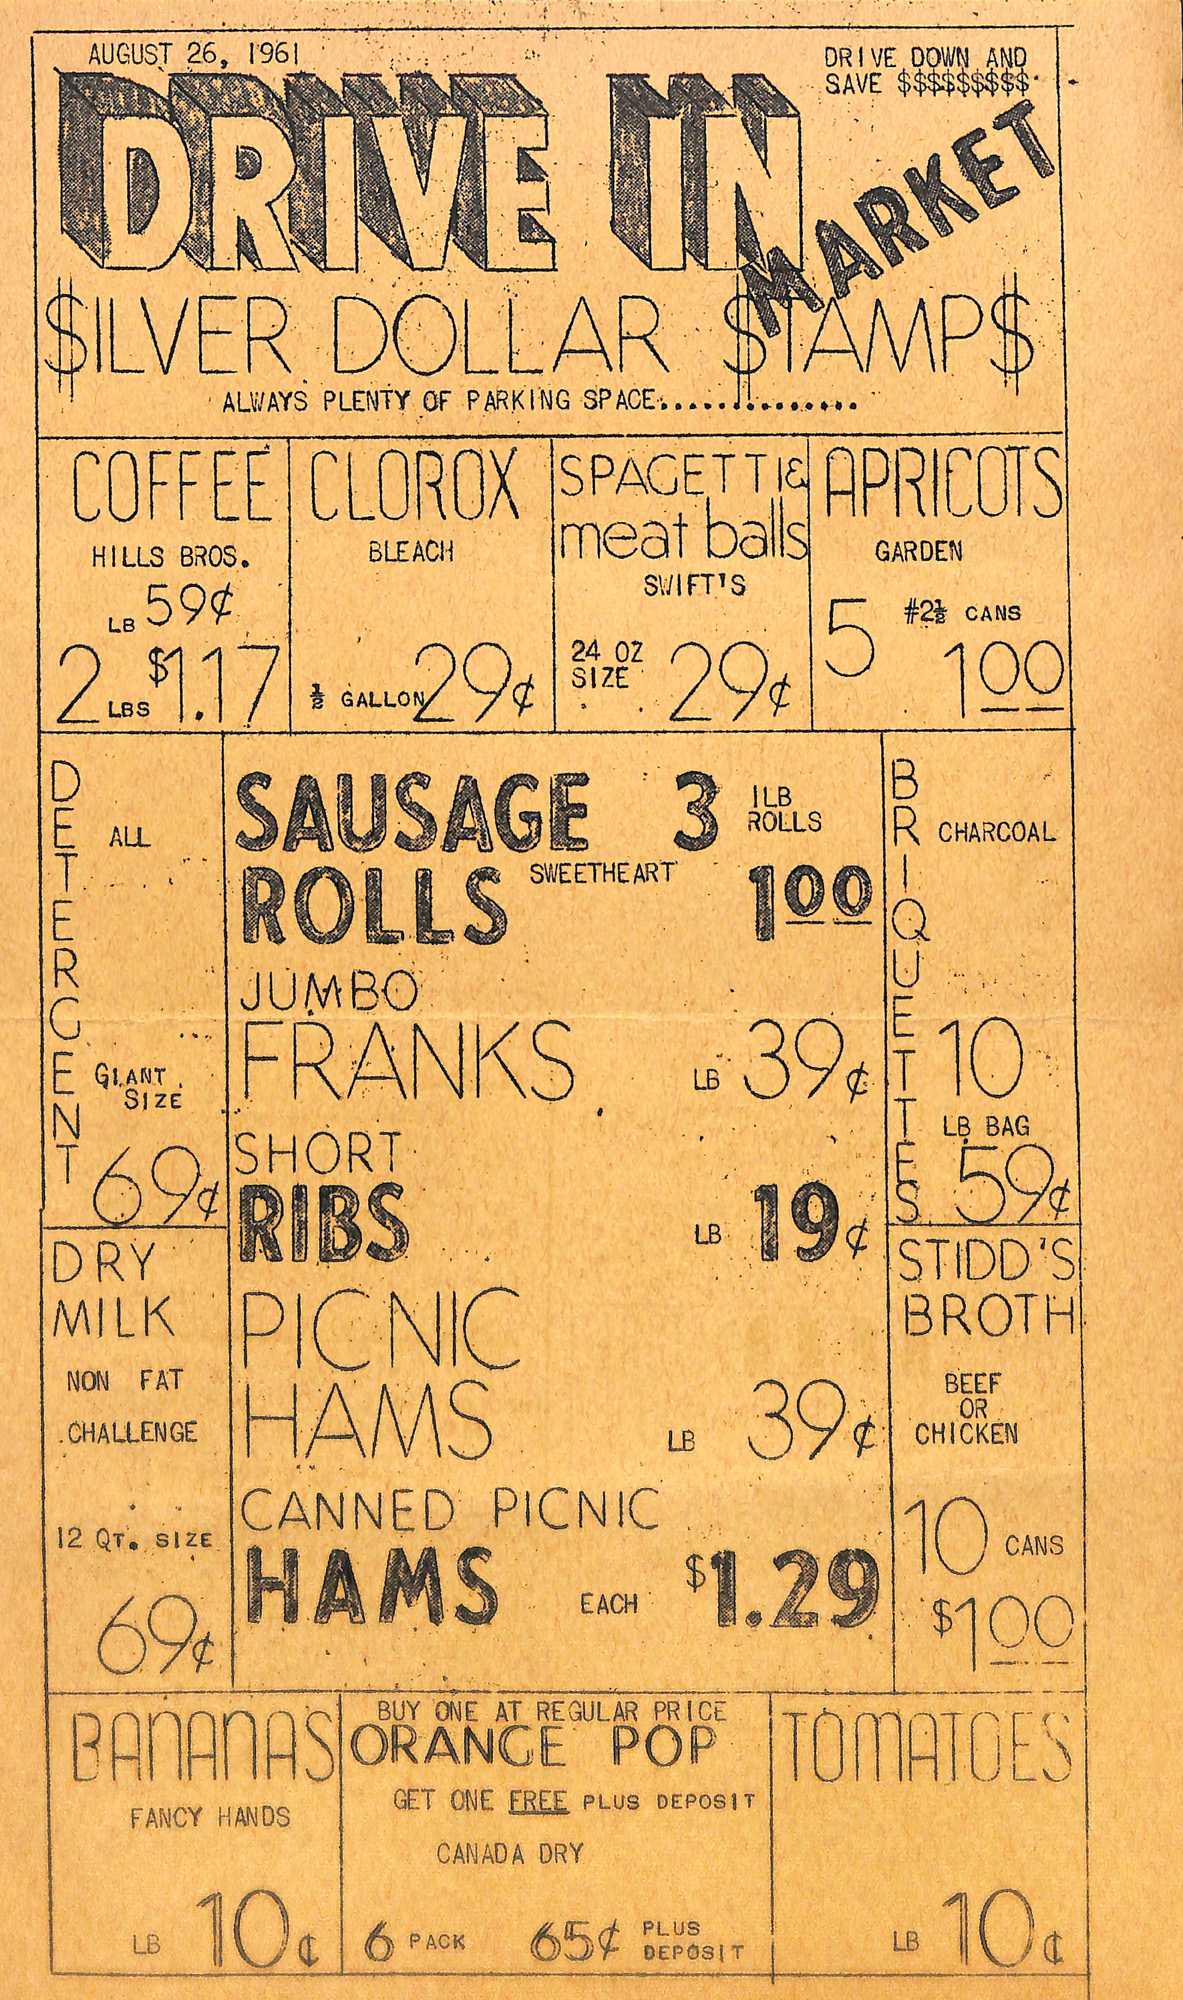 AUGUST 26, 1961
DRIVE DOWN AND
SAVE $$$$$$$$$
DRIVE IN
MARKET
$ILVER DOLLAR $TAMP$
ALWAYS PLENTY OF PARKING SPACE...............
COFFEE
HILLS BROS.
LB 59¢
2 LBS $1.17
CLOROX
BLEACH
½ GALLON 29¢
SPAGETTI &
meat balls
SWIFT'S
24 OZ
SIZE
29¢
APRICOTS
GARDEN
5 #2½ CANS
100
DETERGENT
ALL
GIANT
SIZE
69¢
SAUSAGE 3 1LB
ROLLS
ROLLS SWEETHEART 100
JUMBO
FRANKS LB 39¢
SHORT
RIBS LB 19¢
PICNIC
HAMS LB 39¢
CANNED PICNIC
HAMS EACH $1.29
BRIQUETTES
CHARCOAL
10
LB BAG
59¢
DRY
MILK
NON FAT
CHALLENGE
12 QT. SIZE
69¢
STIDD'S
BROTH
BEEF
OR
CHICKEN
10 CANS
$100
BANANAS
FANCY HANDS
LB 10¢
BUY ONE AT REGULAR PRICE
ORANGE POP
GET ONE FREE PLUS DEPOSIT
CANADA DRY
6 PACK 65¢ PLUS
DEPOSIT
TOMATOES
LB 10¢